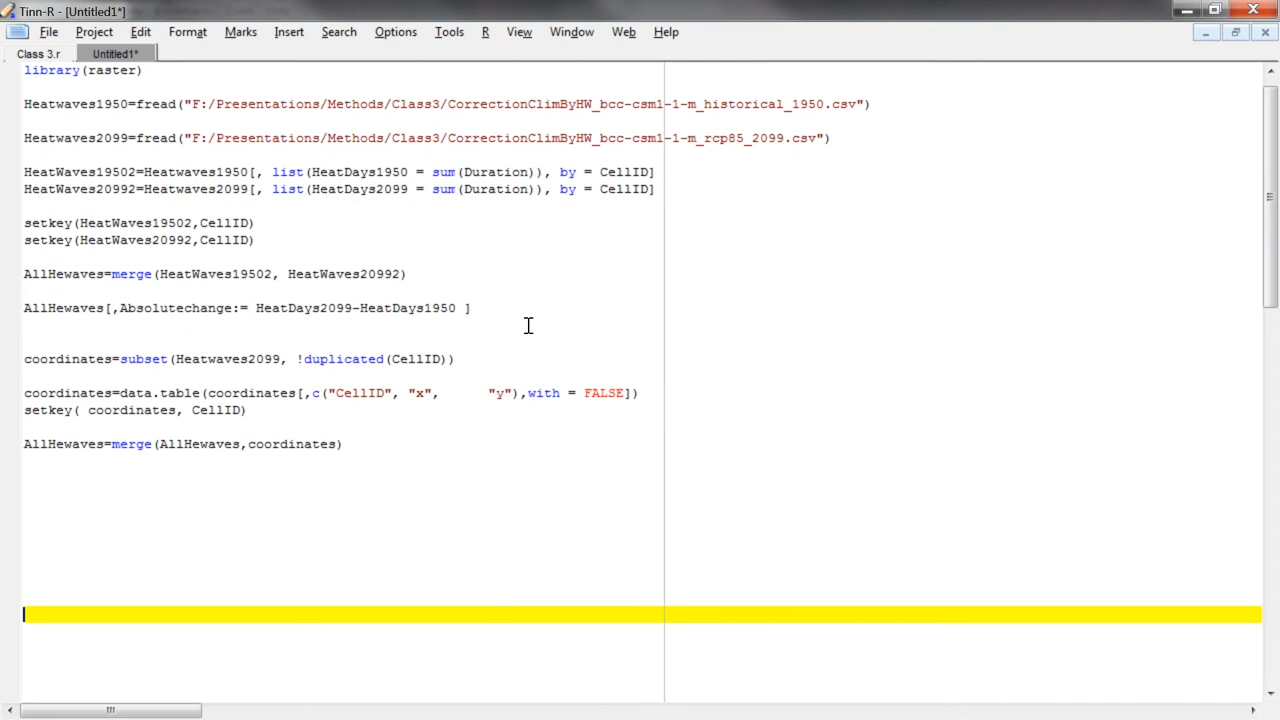 Tinn-R - [Untitled1*]
File Project Edit Format Marks Insert Search Options Tools R View Window Web Help
Class 3.r Untitled1*
library(raster)
Heatwaves1950=fread("F:/Presentations/Methods/Class3/CorrectionClimByHW_bcc-csm1-1-m_historical_1950.csv")
Heatwaves2099=fread("F:/Presentations/Methods/Class3/CorrectionClimByHW_bcc-csm1-1-m_rcp85_2099.csv")
HeatWaves19502=Heatwaves1950[, list(HeatDays1950 = sum(Duration)), by = CellID]
HeatWaves20992=Heatwaves2099[, list(HeatDays2099 = sum(Duration)), by = CellID]
setkey(HeatWaves19502,CellID)
setkey(HeatWaves20992,CellID)
AllHewaves=merge(HeatWaves19502, HeatWaves20992)
AllHewaves[,Absolutechange:= HeatDays2099-HeatDays1950 ]
coordinates=subset(Heatwaves2099, !duplicated(CellID))
coordinates=data.table(coordinates[,c("CellID", "x",      "y"),with = FALSE])
setkey( coordinates, CellID)
AllHewaves=merge(AllHewaves,coordinates)